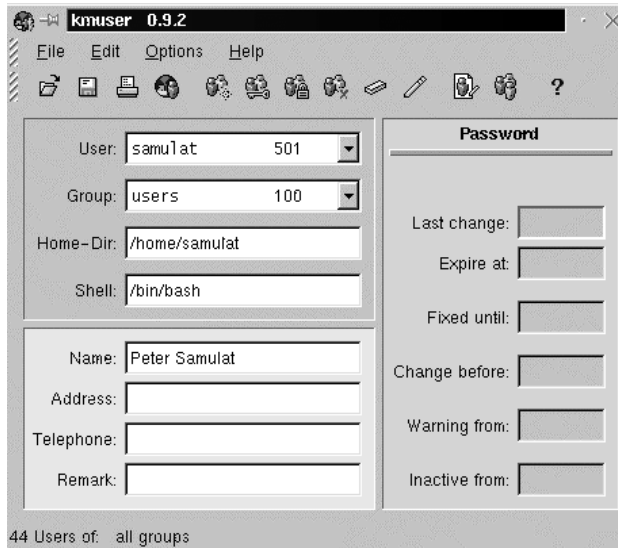 kmuser 0.9.2
File Edit Options Help
?
User: samulat 501
Group: users 100
Home-Dir: /home/samulat
Shell: /bin/bash
Name: Peter Samulat
Address:
Telephone:
Remark:
Password
Last change:
Expire at:
Fixed until:
Change before:
Warning from:
Inactive from:
44 Users of: all groups